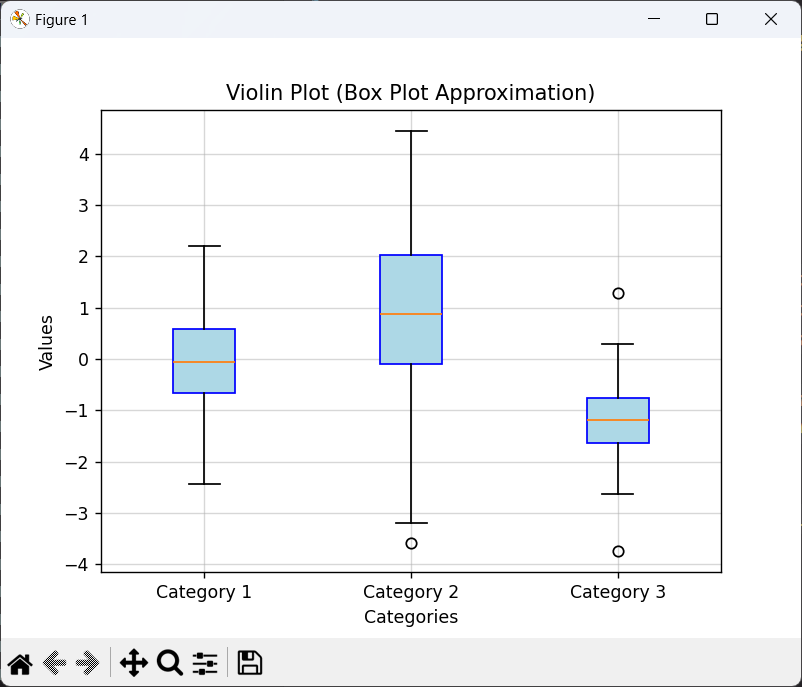 Figure 1
Violin Plot (Box Plot Approximation)
4
3
2
1
0
−1
−2
−3
−4
Values
Category 1 Category 2 Category 3
Categories